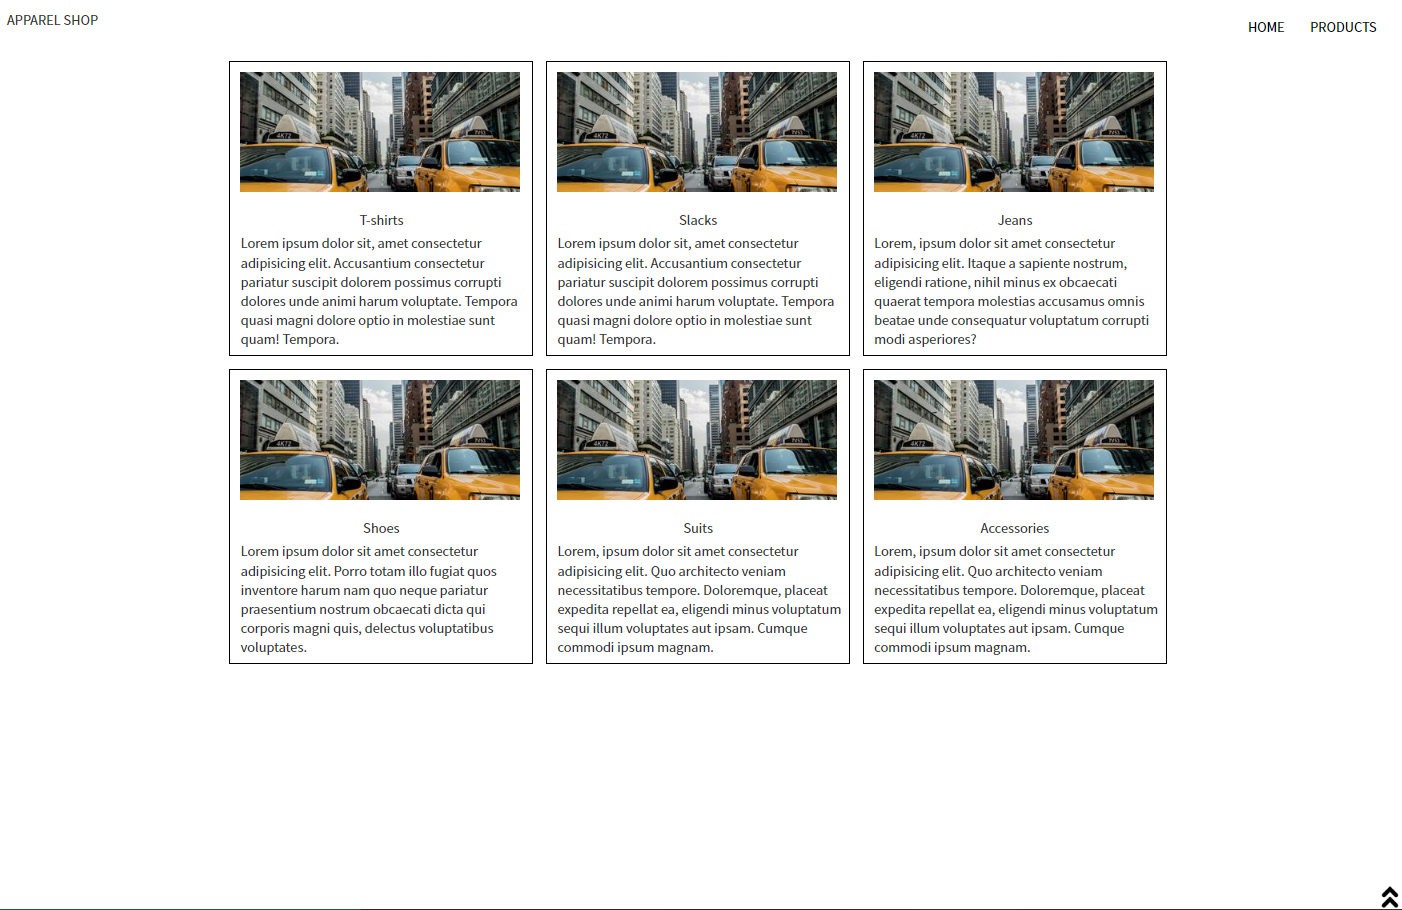 APPAREL SHOP
HOME PRODUCTS
4K72
T-shirts
Lorem ipsum dolor sit, amet consectetur
adipisicing elit. Accusantium consectetur
pariatur suscipit dolorem possimus corrupti
dolores unde animi harum voluptate. Tempora
quasi magni dolore optio in molestiae sunt
quam! Tempora.
4K72
Slacks
Lorem ipsum dolor sit, amet consectetur
adipisicing elit. Accusantium consectetur
pariatur suscipit dolorem possimus corrupti
dolores unde animi harum voluptate. Tempora
quasi magni dolore optio in molestiae sunt
quam! Tempora.
4K72
Jeans
Lorem, ipsum dolor sit amet consectetur
adipisicing elit. Itaque a sapiente nostrum,
eligendi ratione, nihil minus ex obcaecati
quaerat tempora molestias accusamus omnis
beatae unde consequatur voluptatum corrupti
modi asperiores?
4K72
Shoes
Lorem ipsum dolor sit amet consectetur
adipisicing elit. Porro totam illo fugiat quos
inventore harum nam quo neque pariatur
praesentium nostrum obcaecati dicta qui
corporis magni quis, delectus voluptatibus
voluptates.
4K72
Suits
Lorem, ipsum dolor sit amet consectetur
adipisicing elit. Quo architecto veniam
necessitatibus tempore. Doloremque, placeat
expedita repellat ea, eligendi minus voluptatum
sequi illum voluptates aut ipsam. Cumque
commodi ipsum magnam.
4K72
Accessories
Lorem, ipsum dolor sit amet consectetur
adipisicing elit. Quo architecto veniam
necessitatibus tempore. Doloremque, placeat
expedita repellat ea, eligendi minus voluptatum
sequi illum voluptates aut ipsam. Cumque
commodi ipsum magnam.